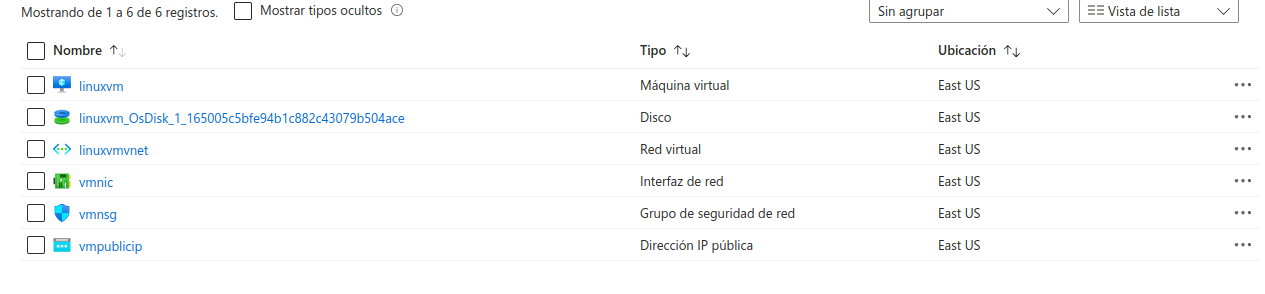 Mostrando de 1 a 6 de 6 registros. Mostrar tipos ocultos Sin agrupar Vista de lista
Nombre Tipo Ubicación
linuxvm Máquina virtual East US
linuxvm_OsDisk_1_165005c5bfe94b1c882c43079b504ace Disco East US
linuxvmvnet Red virtual East US
vmnic Interfaz de red East US
vmnsg Grupo de seguridad de red East US
vmpublicip Dirección IP pública East US